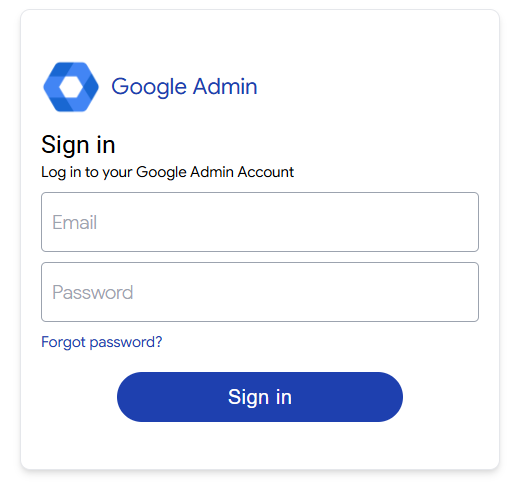 Google Admin
Sign in
Log in to your Google Admin Account
Email
Password
Forgot password?
Sign in